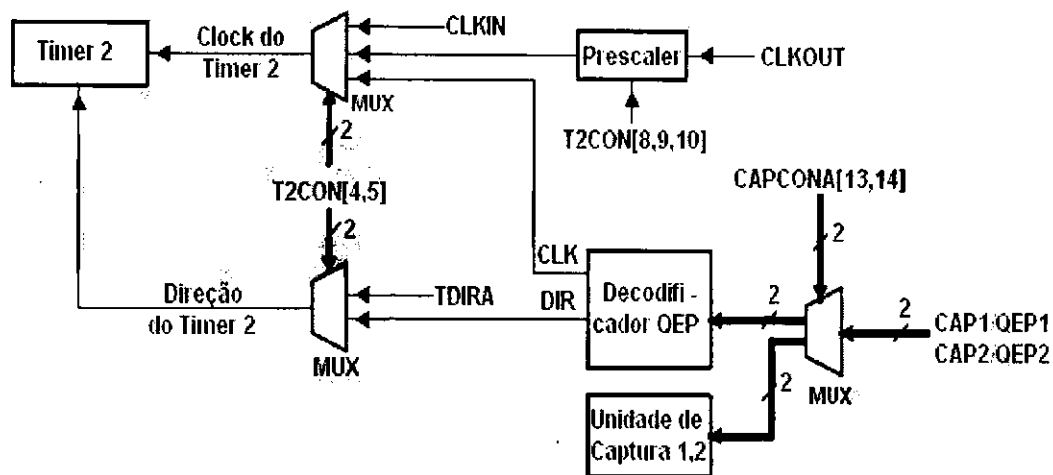 Timer 2
Clock do
Timer 2
MUX
CLKIN
Prescaler
CLKOUT
2
T2CON[8,9,10]
T2CON[4,5]
2
CAPCONA[13,14]
2
CLK
Direção
do Timer 2
TDIRA
DIR
Decodifi -
cador QEP
2
2
CAP1/QEP1
CAP2/QEP2
MUX
2
MUX
Unidade de
Captura 1,2